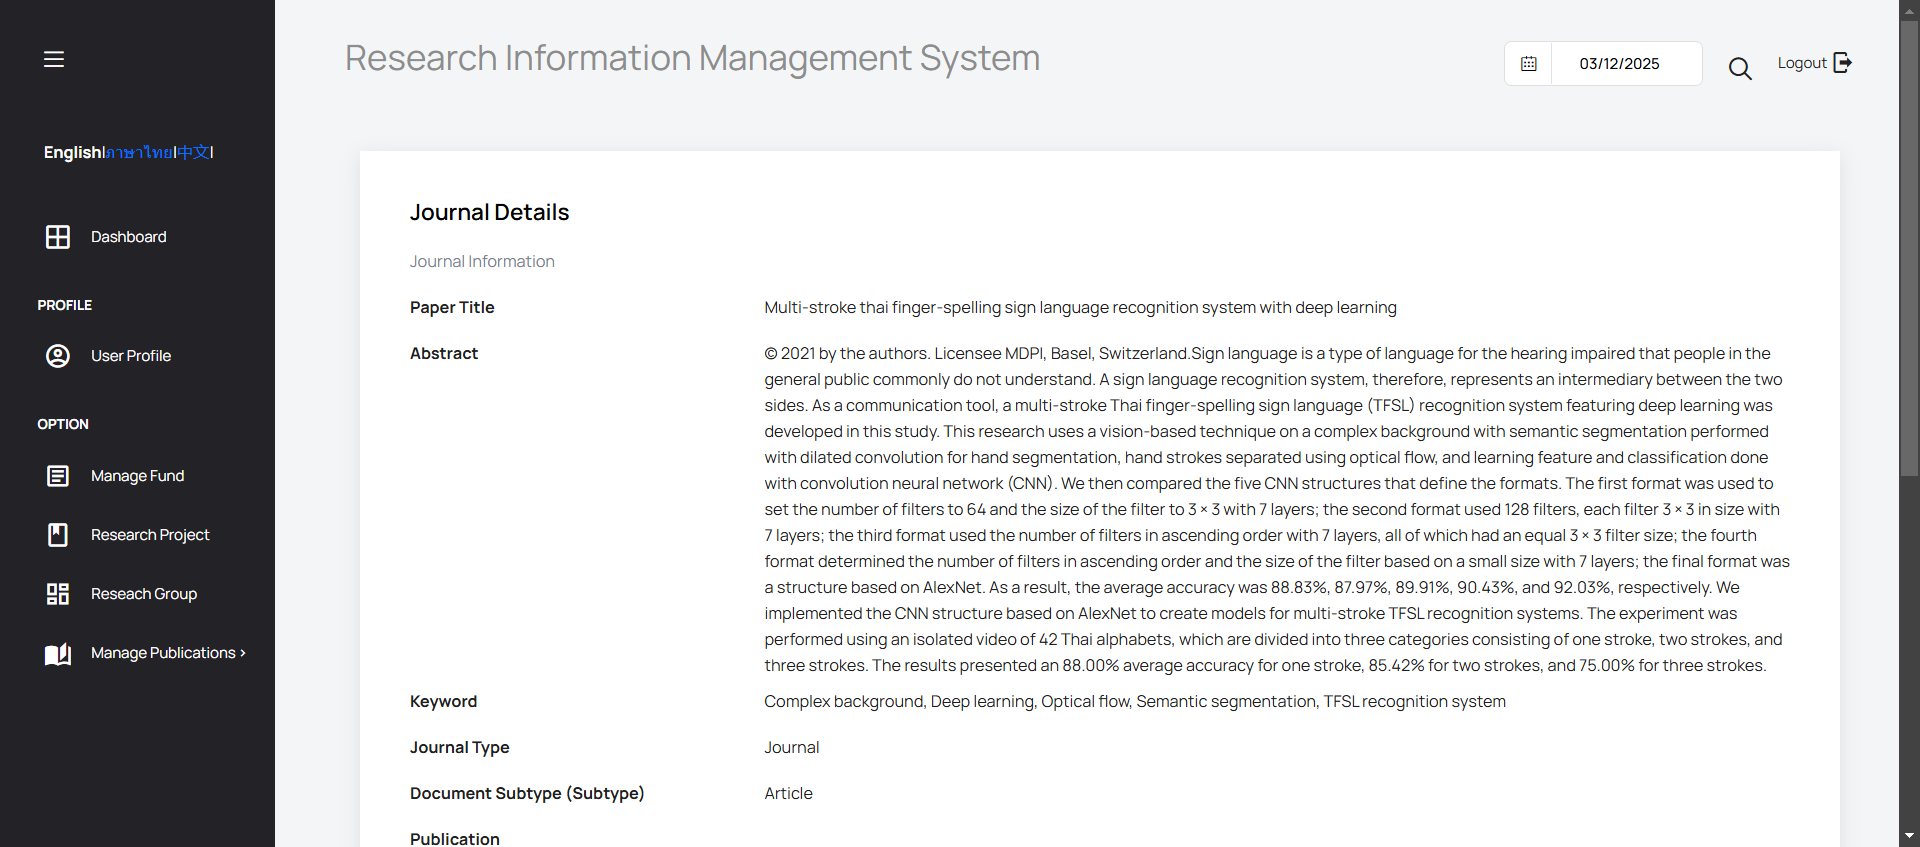 Research Information Management System
03/12/2025
Logout
English|ภาษาไทย|中文|
Dashboard
PROFILE
User Profile
OPTION
Manage Fund
Research Project
Reseach Group
Manage Publications ›
Journal Details
Journal Information
Paper Title
Multi-stroke thai finger-spelling sign language recognition system with deep learning
Abstract
© 2021 by the authors. Licensee MDPI, Basel, Switzerland.Sign language is a type of language for the hearing impaired that people in the
general public commonly do not understand. A sign language recognition system, therefore, represents an intermediary between the two
sides. As a communication tool, a multi-stroke Thai finger-spelling sign language (TFSL) recognition system featuring deep learning was
developed in this study. This research uses a vision-based technique on a complex background with semantic segmentation performed
with dilated convolution for hand segmentation, hand strokes separated using optical flow, and learning feature and classification done
with convolution neural network (CNN). We then compared the five CNN structures that define the formats. The first format was used to
set the number of filters to 64 and the size of the filter to 3 × 3 with 7 layers; the second format used 128 filters, each filter 3 × 3 in size with
7 layers; the third format used the number of filters in ascending order with 7 layers, all of which had an equal 3 × 3 filter size; the fourth
format determined the number of filters in ascending order and the size of the filter based on a small size with 7 layers; the final format was
a structure based on AlexNet. As a result, the average accuracy was 88.83%, 87.97%, 89.91%, 90.43%, and 92.03%, respectively. We
implemented the CNN structure based on AlexNet to create models for multi-stroke TFSL recognition systems. The experiment was
performed using an isolated video of 42 Thai alphabets, which are divided into three categories consisting of one stroke, two strokes, and
three strokes. The results presented an 88.00% average accuracy for one stroke, 85.42% for two strokes, and 75.00% for three strokes.
Keyword
Complex background, Deep learning, Optical flow, Semantic segmentation, TFSL recognition system
Journal Type
Journal
Document Subtype (Subtype)
Article
Publication